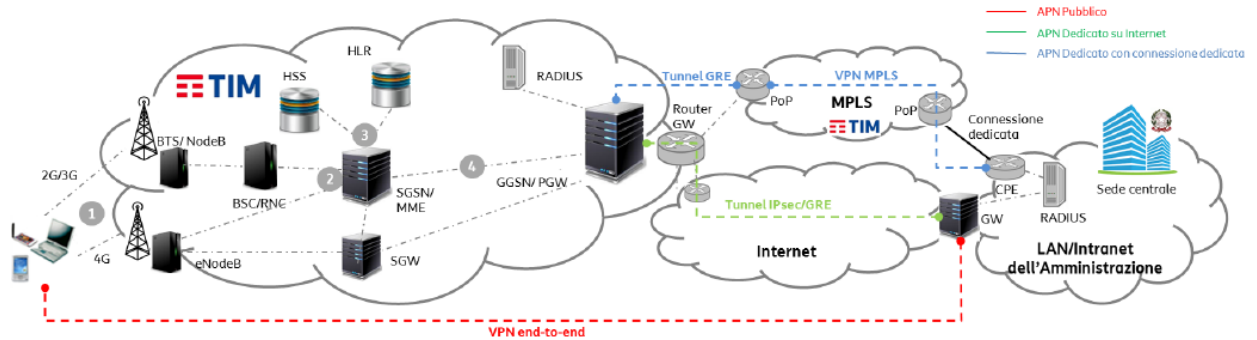 APN Pubblico
APN Dedicato su Internet
APN Dedicato con connessione dedicata
HLR
HSS
RADIUS
TIM
BTS/ NodeB
2G/3G
1
4G
eNodeB
BSC/RNC
2
3
4
SGSN/
MME
SGW
GGSN/ PGW
Tunnel GRE
Router
GW
PoP
VPN MPLS
MPLS
TIM
PoP
Connessione
dedicata
CPE
Sede centrale
RADIUS
GW
Tunnel IPsec/GRE
Internet
LAN/Intranet
dell'Amministrazione
VPN end-to-end